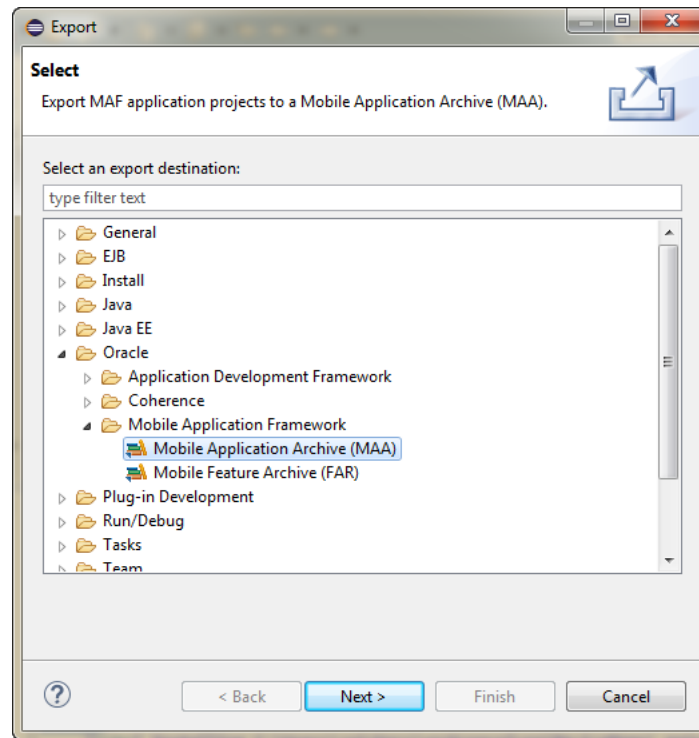 Export
Select
Export MAF application projects to a Mobile Application Archive (MAA).
Select an export destination:
type filter text
General
EJB
Install
Java
Java EE
Oracle
Application Development Framework
Coherence
Mobile Application Framework
Mobile Application Archive (MAA)
Mobile Feature Archive (FAR)
Plug-in Development
Run/Debug
Tasks
Team
? < Back Next > Finish Cancel